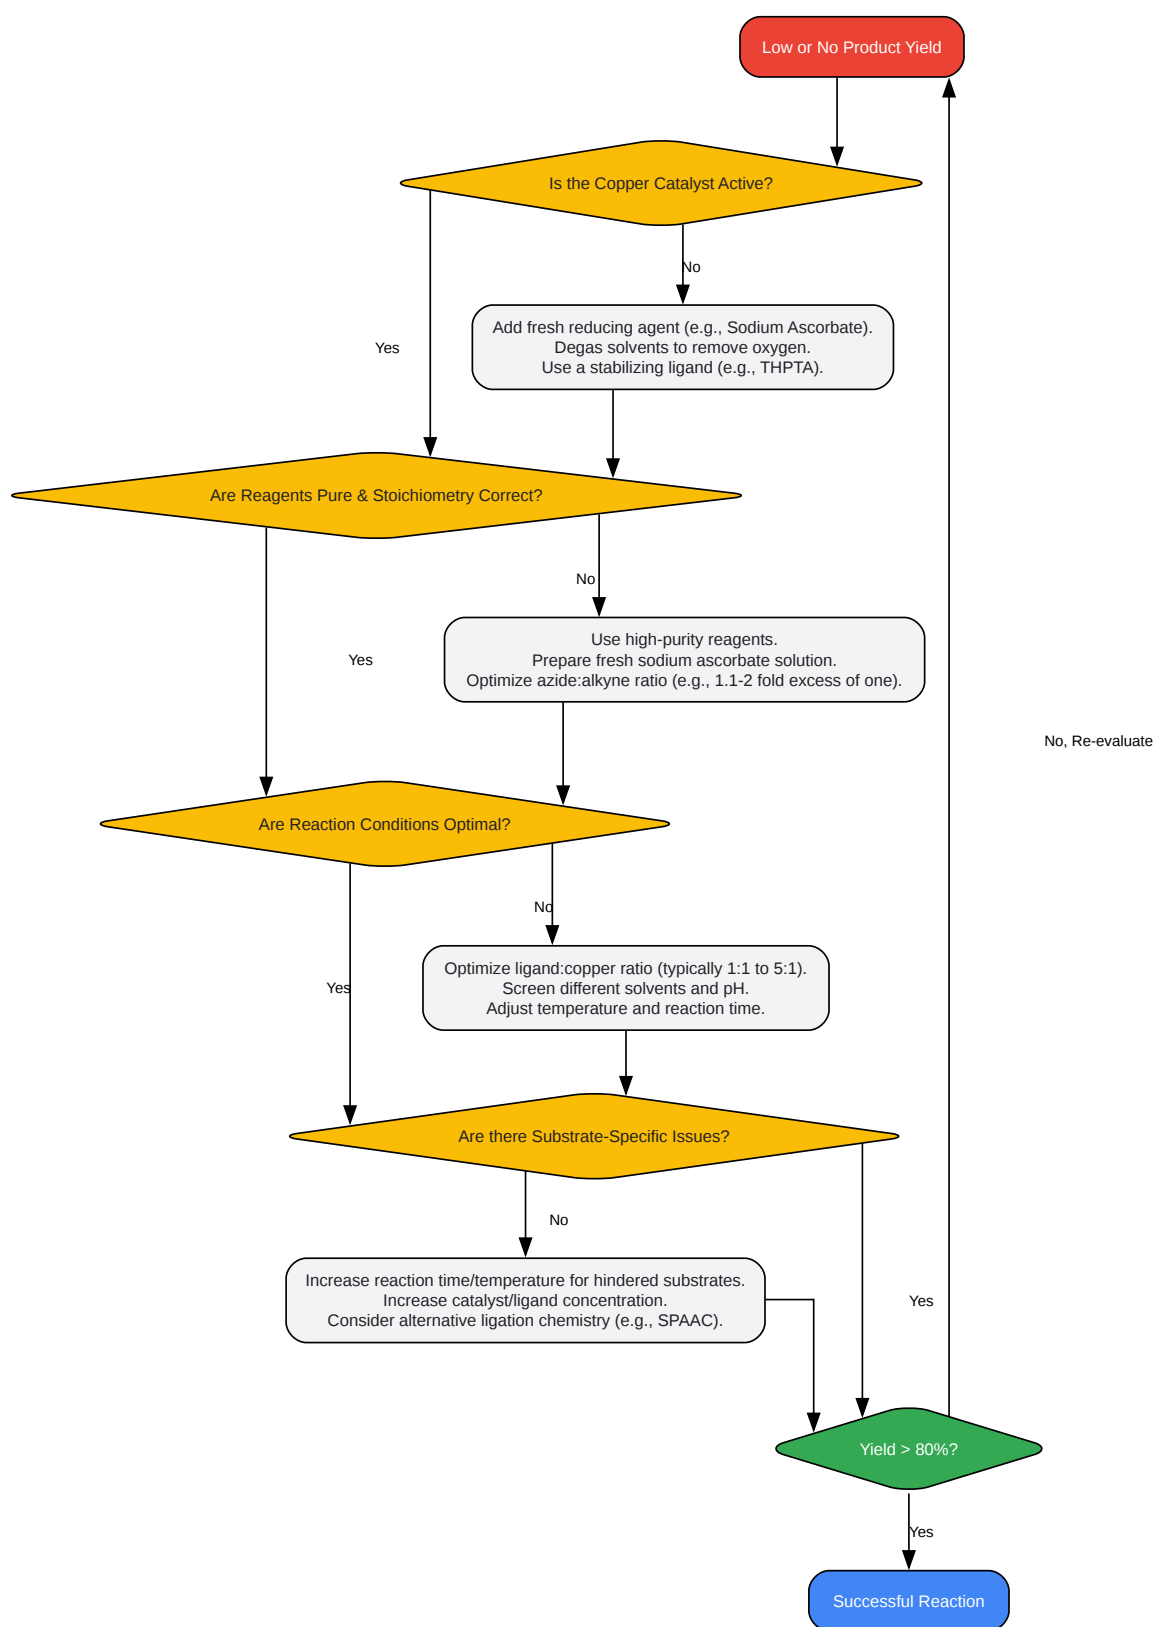 Low or No Product Yield
Is the Copper Catalyst Active?
No
Add fresh reducing agent (e.g., Sodium Ascorbate).
Degas solvents to remove oxygen.
Use a stabilizing ligand (e.g., THPTA).
Yes
Are Reagents Pure & Stoichiometry Correct?
No
Use high-purity reagents.
Prepare fresh sodium ascorbate solution.
Optimize azide:alkyne ratio (e.g., 1.1-2 fold excess of one).
Yes
No, Re-evaluate
Are Reaction Conditions Optimal?
No
Optimize ligand:copper ratio (typically 1:1 to 5:1).
Screen different solvents and pH.
Adjust temperature and reaction time.
Yes
Are there Substrate-Specific Issues?
No
Increase reaction time/temperature for hindered substrates.
Increase catalyst/ligand concentration.
Consider alternative ligation chemistry (e.g., SPAAC).
Yes
Yield > 80%?
Yes
Successful Reaction